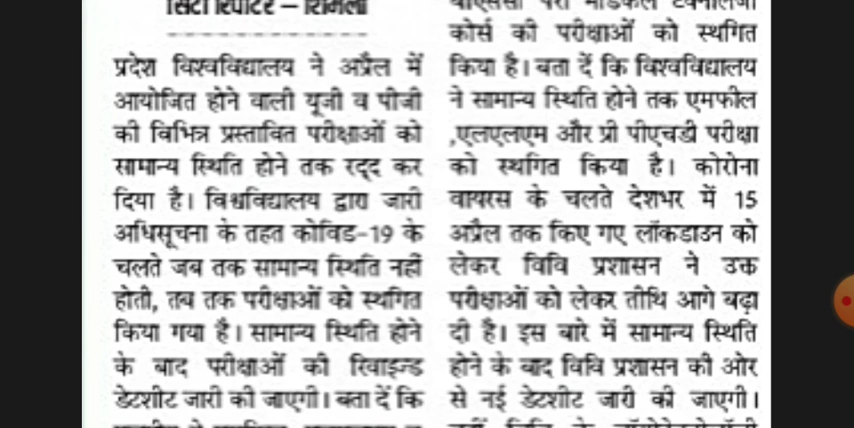 सिटी रिपोर्टर – शिमला
प्रदेश विश्वविद्यालय ने अप्रैल में
आयोजित होने वाली यूजी व पीजी
की विभिन्न प्रस्तावित परीक्षाओं को
सामान्य स्थिति होने तक रद्द कर
दिया है। विश्वविद्यालय द्वारा जारी
अधिसूचना के तहत कोविड-19 के
चलते जब तक सामान्य स्थिति नहीं
होती, तब तक परीक्षाओं को स्थगित
किया गया है। सामान्य स्थिति होने
के बाद परीक्षाओं की रिवाइज्ड
डेटशीट जारी की जाएगी। बता दें कि
कोर्स की परीक्षाओं को स्थगित
किया है। बता दें कि विश्वविद्यालय
ने सामान्य स्थिति होने तक एमफील
,एलएलएम और प्री पीएचडी परीक्षा
को स्थगित किया है। कोरोना
वायरस के चलते देशभर में 15
अप्रैल तक किए गए लॉकडाउन को
लेकर विवि प्रशासन ने उक्त
परीक्षाओं को लेकर तीथि आगे बढ़ा
दी है। इस बारे में सामान्य स्थिति
होने के बाद विवि प्रशासन की ओर
से नई डेटशीट जारी की जाएगी।